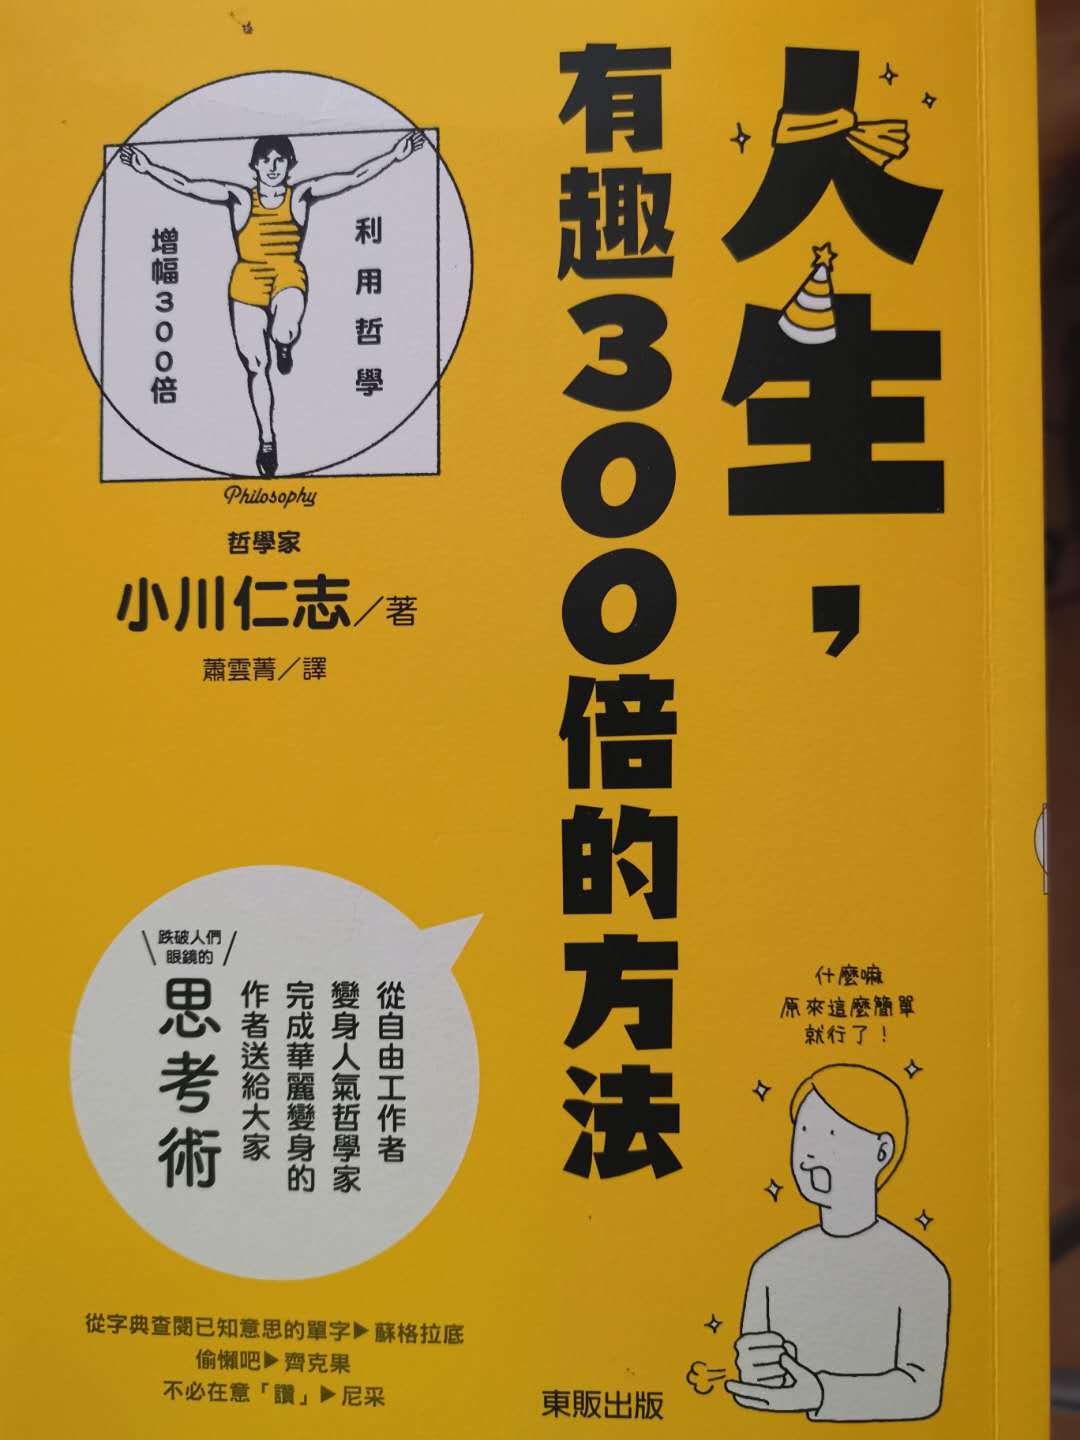 人生，
有趣300倍的方法
利用哲學
增幅300倍
Philosophy
哲學家
小川仁志／著
蕭雲菁／譯
從自由工作者
變身人氣哲學家
完成華麗變身的
作者送給大家
跌破人們
眼鏡的
思考術
什麼嘛
原來這麼簡單
就行了！
從字典查閱已知意思的單字▶蘇格拉底
偷懶吧▶齊克果
不必在意「讚」▶尼采
東販出版